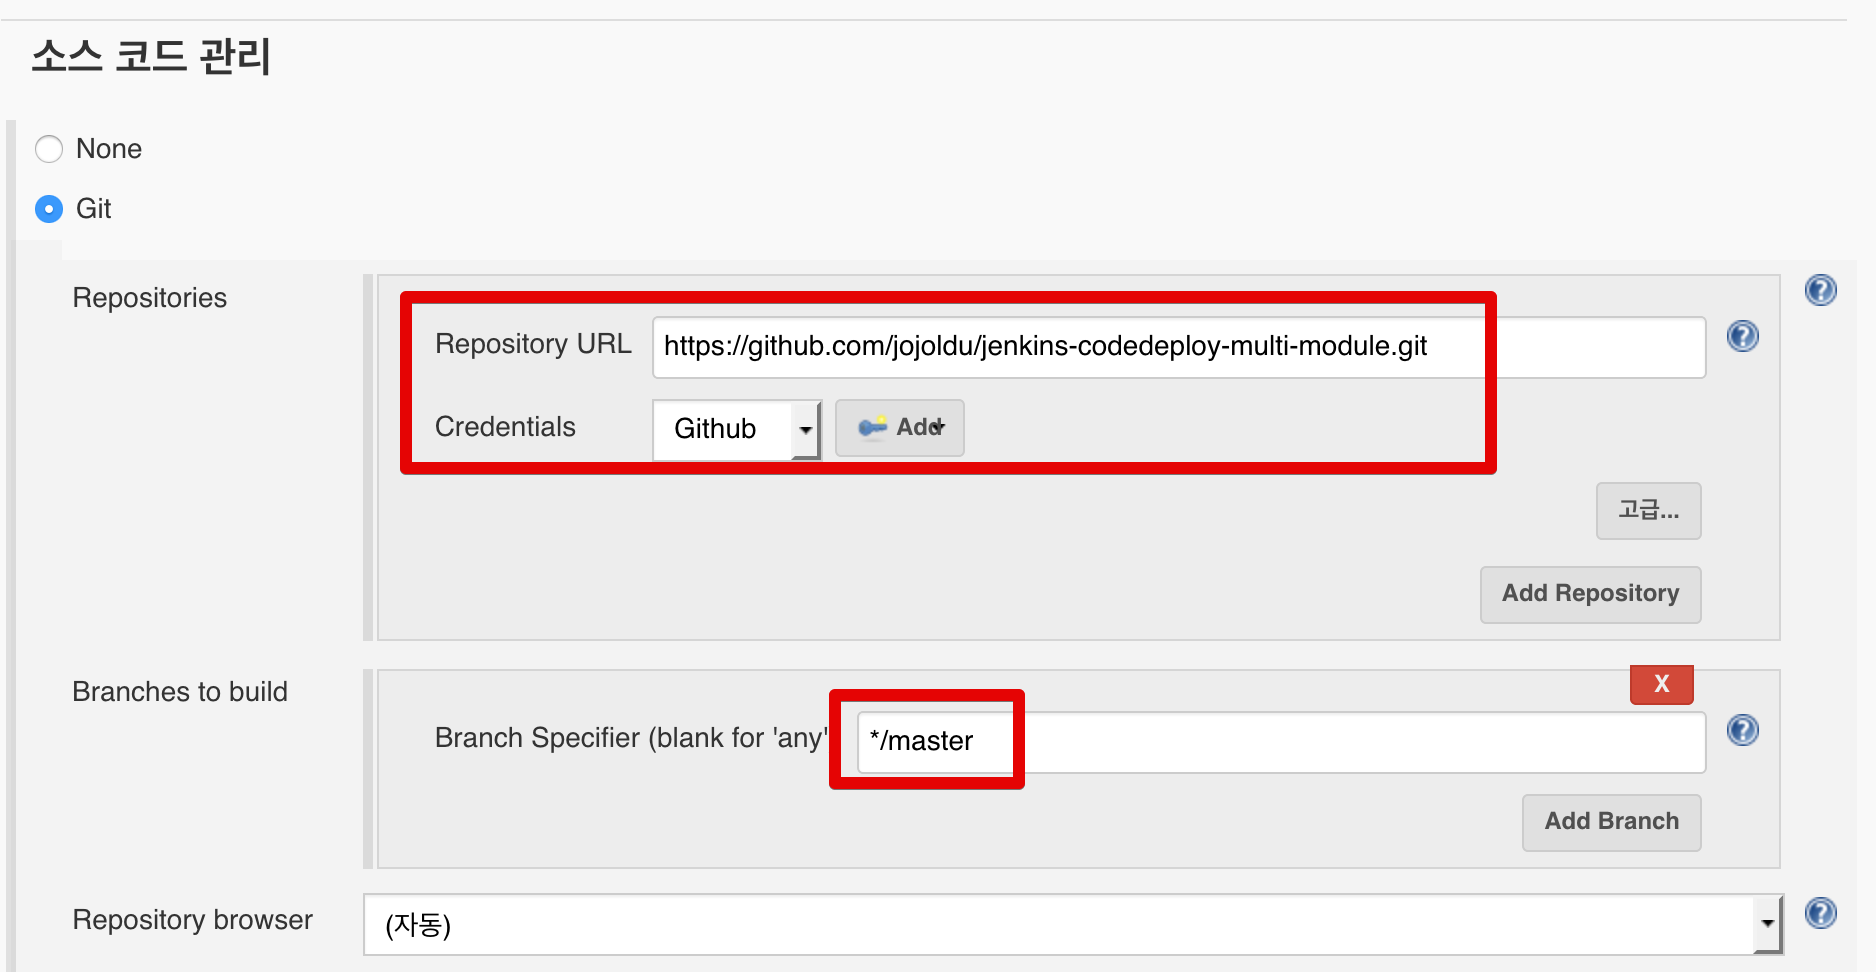 소스 코드 관리
None
Git
Repositories
Repository URL
https://github.com/jojoldu/jenkins-codedeploy-multi-module.git
Credentials
Github
Add
고급...
Add Repository
Branches to build
X
Branch Specifier (blank for 'any'
*/master
Add Branch
Repository browser
(자동)